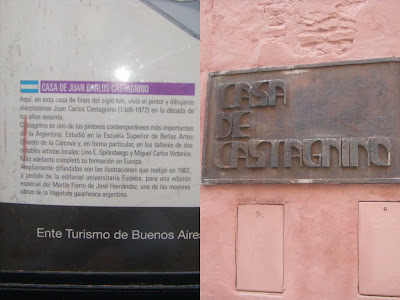 CASA DE JUAN CARLOS CASTAGNINO
Aquí, en esta casa de fines del siglo XVIII, vivió el pintor y dibujante
marplatense Juan Carlos Castagnino (1908-1972) en la década de
los años sesenta.
Castagnino es uno de los pintores contemporáneos más importantes
de la Argentina. Estudió en la Escuela Superior de Bellas Artes
Ernesto de la Cárcova y, en forma particular, en los talleres de dos
notables artistas locales: Lino E. Spilimbergo y Miguel Carlos Victorica.
Más adelante completó su formación en Europa.
Ampliamente difundidas son las ilustraciones que realizó en 1962,
a pedido de la editorial universitaria Eudeba, para una edición
especial del Martín Fierro de José Hernández, una de las mayores
obras de la literatura gauchesca argentina.
Ente Turismo de Buenos Aires
CASA
DE
CASTAGNINO